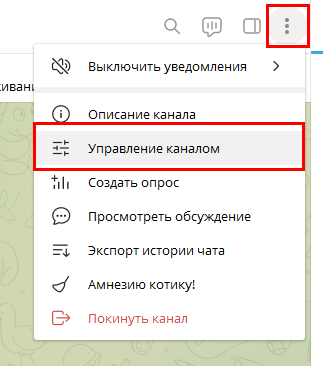 Выключить уведомления
Описание канала
Управление каналом
Создать опрос
Просмотреть обсуждение
Экспорт истории чата
Амнезию котику!
Покинуть канал